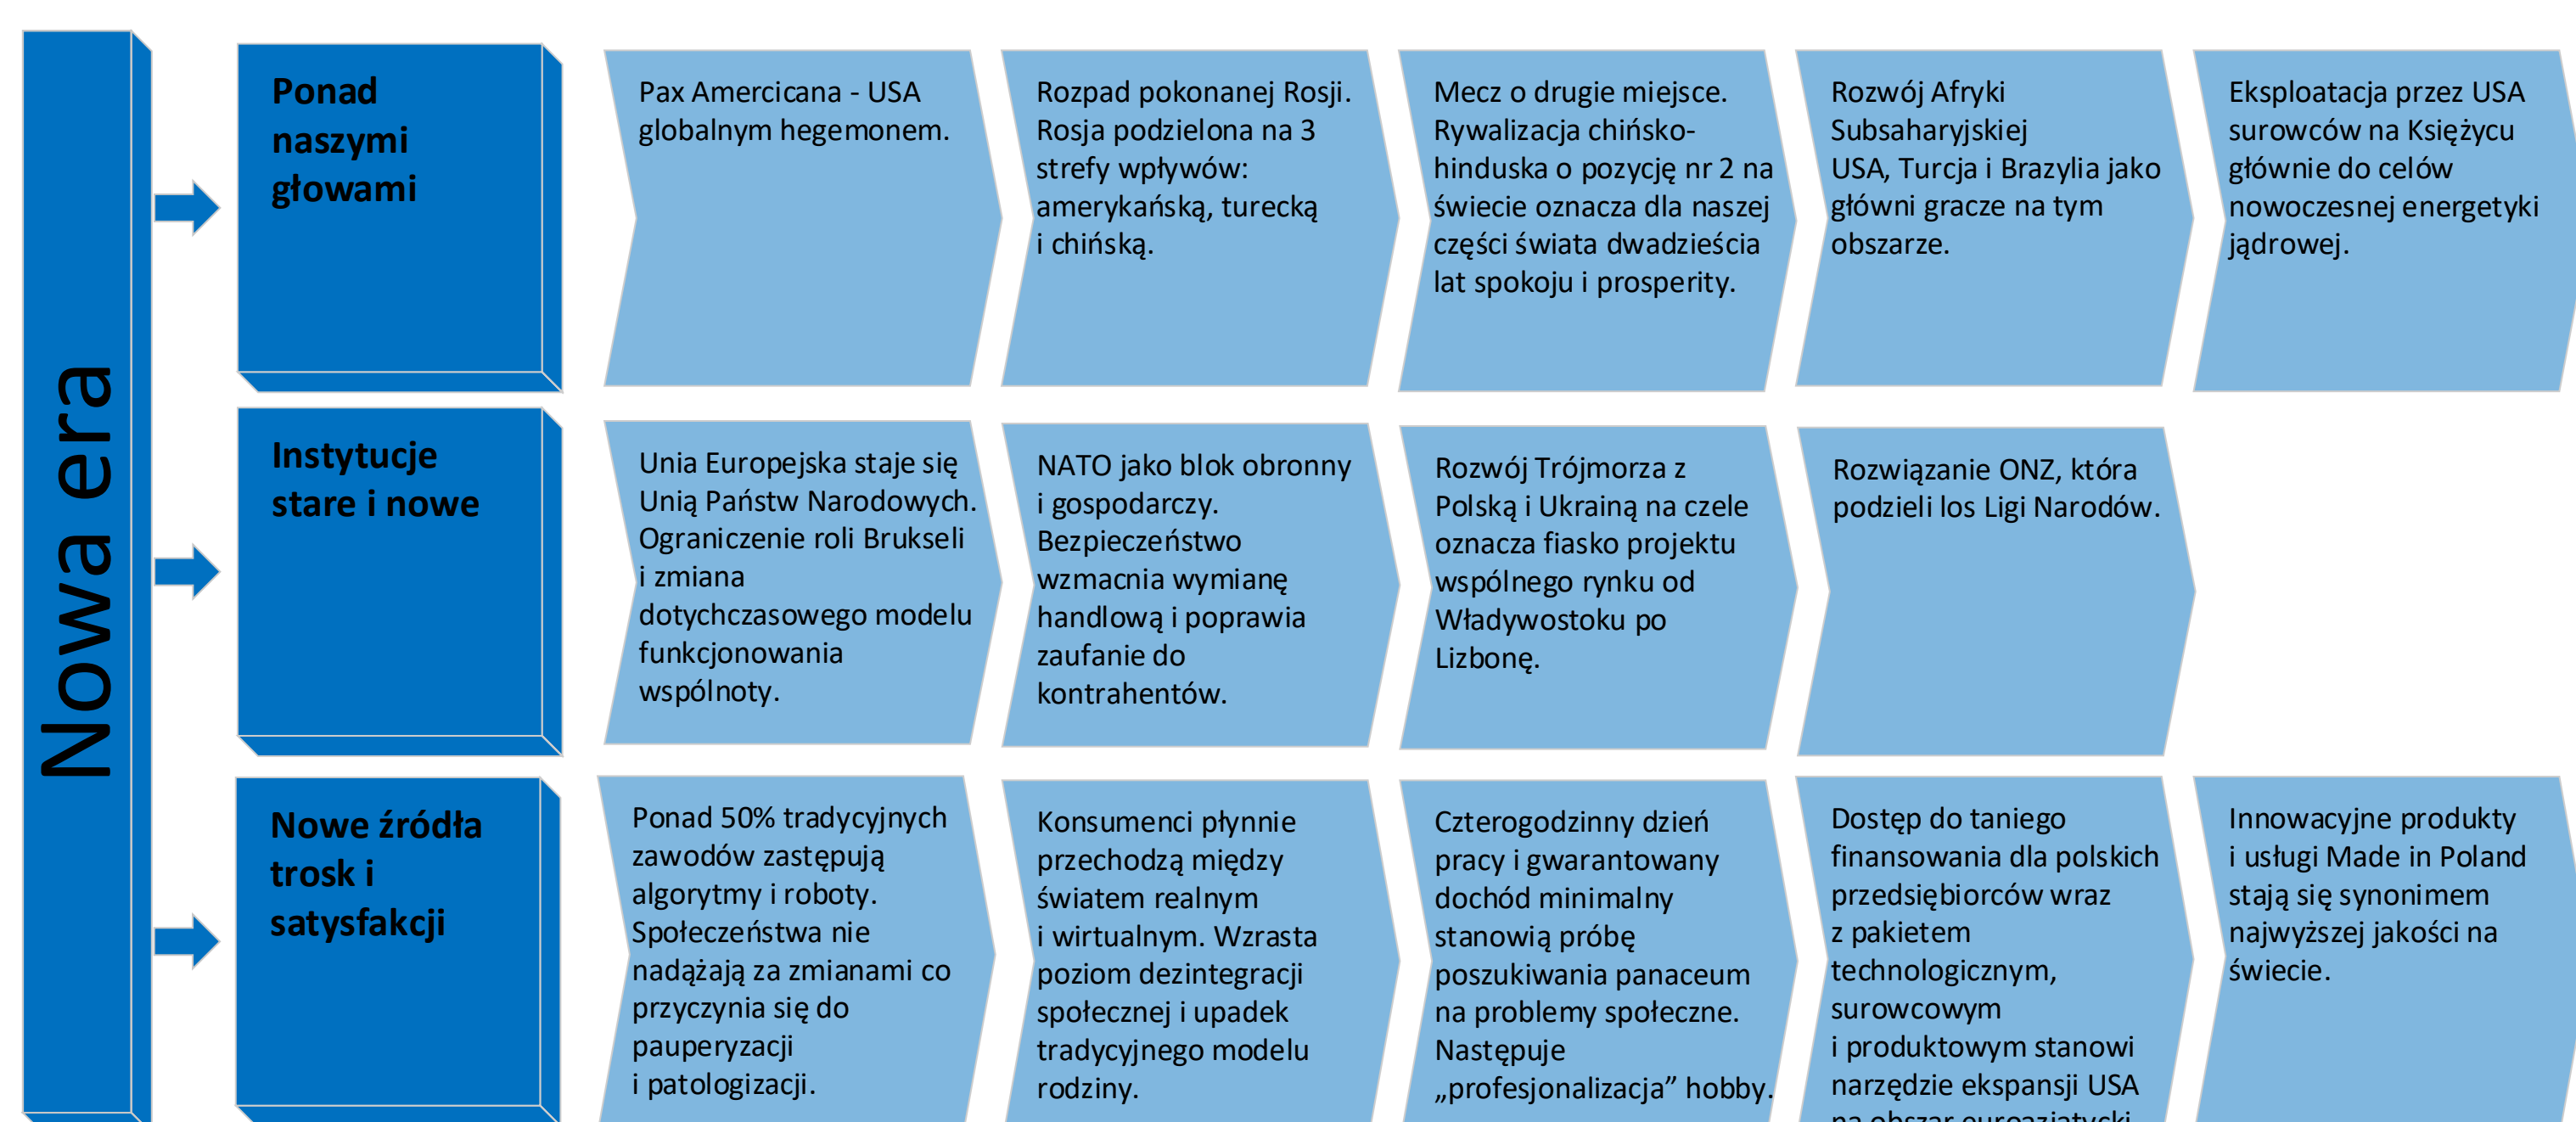 Nowa era
Ponad
naszymi
głowami
Pax Amercicana - USA
globalnym hegemonem.
Rozpad pokonanej Rosji.
Rosja podzielona na 3
strefy wpływów:
amerykańską, turecką
i chińską.
Mecz o drugie miejsce.
Rywalizacja chińsko-
hinduska o pozycję nr 2 na
świecie oznacza dla naszej
części świata dwadzieścia
lat spokoju i prosperity.
Rozwój Afryki
Subsaharyjskiej
USA, Turcja i Brazylia jako
główni gracze na tym
obszarze.
Eksploatacja przez USA
surowców na Księżycu
głównie do celów
nowoczesnej energetyki
jądrowej.
Instytucje
stare i nowe
Unia Europejska staje się
Unią Państw Narodowych.
Ograniczenie roli Brukseli
i zmiana
dotychczasowego modelu
funkcjonowania
wspólnoty.
NATO jako blok obronny
i gospodarczy.
Bezpieczeństwo
wzmacnia wymianę
handlową i poprawia
zaufanie do
kontrahentów.
Rozwój Trójmorza z
Polską i Ukrainą na czele
oznacza fiasko projektu
wspólnego rynku od
Władywostoku po
Lizbonę.
Rozwiązanie ONZ, która
podzieli los Ligi Narodów.
Nowe źródła
trosk i
satysfakcji
Ponad 50% tradycyjnych
zawodów zastępują
algorytmy i roboty.
Społeczeństwa nie
nadążają za zmianami co
przyczynia się do
pauperyzacji
i patologizacji.
Konsumenci płynnie
przechodzą między
światem realnym
i wirtualnym. Wzrasta
poziom dezintegracji
społecznej i upadek
tradycyjnego modelu
rodziny.
Czterogodzinny dzień
pracy i gwarantowany
dochód minimalny
stanowią próbę
poszukiwania panaceum
na problemy społeczne.
Następuje
„profesjonalizacja” hobby.
Dostęp do taniego
finansowania dla polskich
przedsiębiorców wraz
z pakietem
technologicznym,
surowcowym
i produktowym stanowi
narzędzie ekspansji USA
na obszar euroazjatycki
Innowacyjne produkty
i usługi Made in Poland
stają się synonimem
najwyższej jakości na
świecie.